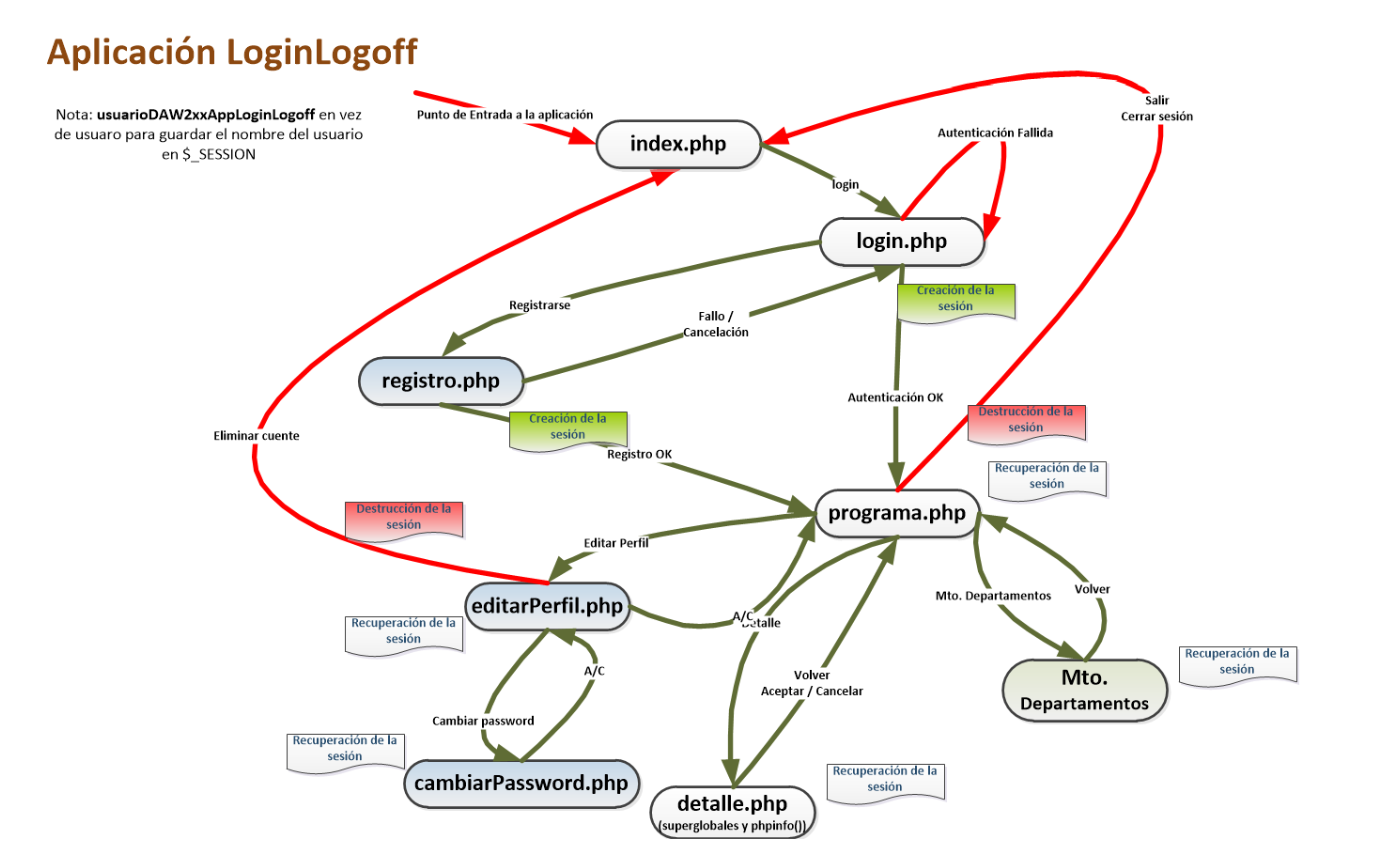 Aplicación LoginLogoff
Nota: usuarioDAW2xxAppLoginLogoff en vez
de usuaro para guardar el nombre del usuario
en $_SESSION
Punto de Entrada a la aplicación
index.php
Salir
Cerrar sesión
Autenticación Fallida
login
login.php
Creación de la
sesión
Registrarse
Fallo /
Cancelación
registro.php
Autenticación OK
Creación de la
sesión
Registro OK
Eliminar cuente
Destrucción de la
sesión
Recuperación de la
sesión
Destrucción de la
sesión
programa.php
Editar Perfil
editarPerfil.php
Recuperación de la
sesión
A/C
Detalle
Mto. Departamentos
Volver
A/C
Volver
Aceptar / Cancelar
Mto.
Departamentos
Recuperación de la
sesión
Cambiar password
Recuperación de la
sesión
cambiarPassword.php
detalle.php
(superglobales y phpinfo())
Recuperación de la
sesión